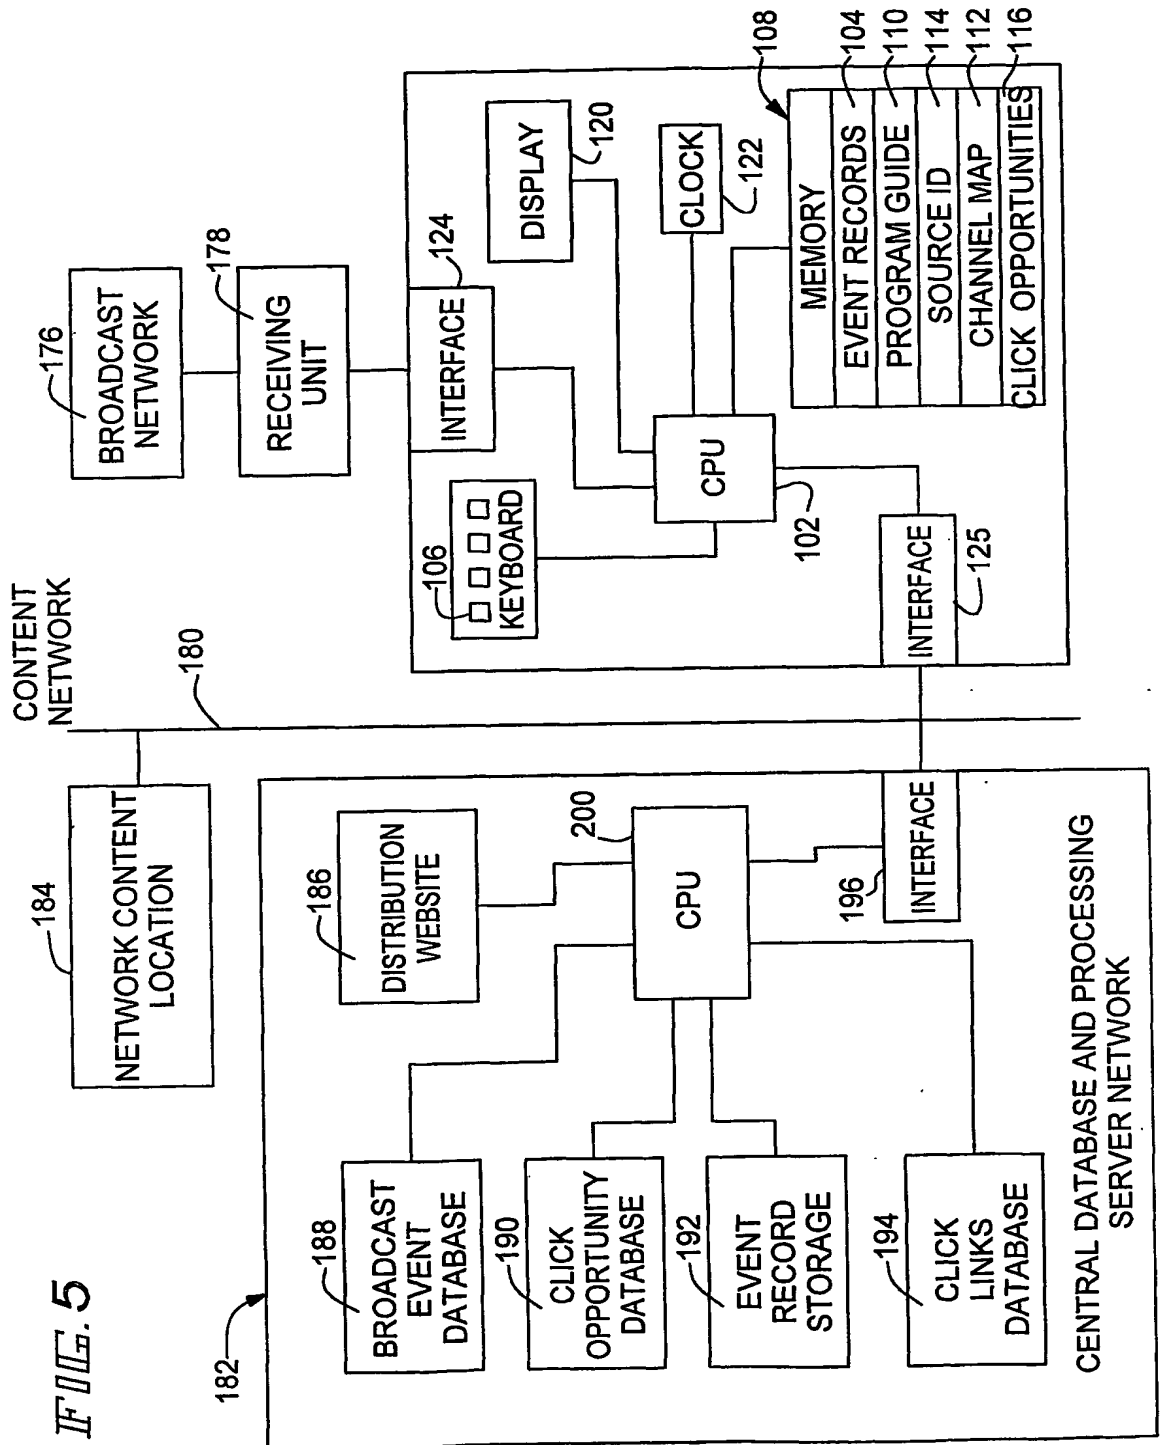 FIG. 5
182
184
NETWORK CONTENT
LOCATION
CONTENT
NETWORK
180
188
BROADCAST
EVENT
DATABASE
190
CLICK
OPPORTUNITY
DATABASE
192
EVENT
RECORD
STORAGE
194
CLICK
LINKS
DATABASE
186
DISTRIBUTION
WEBSITE
200
CPU
196
INTERFACE
CENTRAL DATABASE AND PROCESSING
SERVER NETWORK
176
BROADCAST
NETWORK
178
RECEIVING
UNIT
124
INTERFACE
106
KEYBOARD
DISPLAY
120
CPU
102
CLOCK
122
INTERFACE
125
108
MEMORY
EVENT RECORDS
104
PROGRAM GUIDE
110
SOURCE ID
114
CHANNEL MAP
112
CLICK OPPORTUNITIES
116